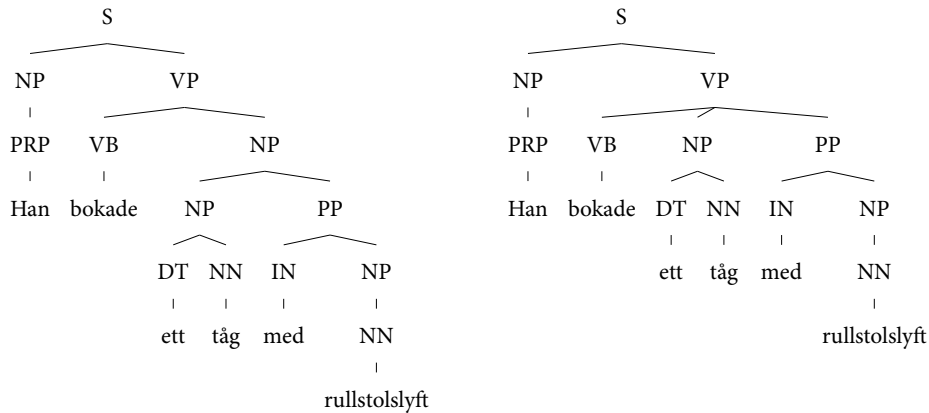 S S
NP VP NP VP
PRP VB NP PRP VB NP PP
Han bokade NP PP Han bokade DT NN IN NP
DT NN IN NP ett tåg med NN
ett tåg med NN rullstolslyft
rullstolslyft